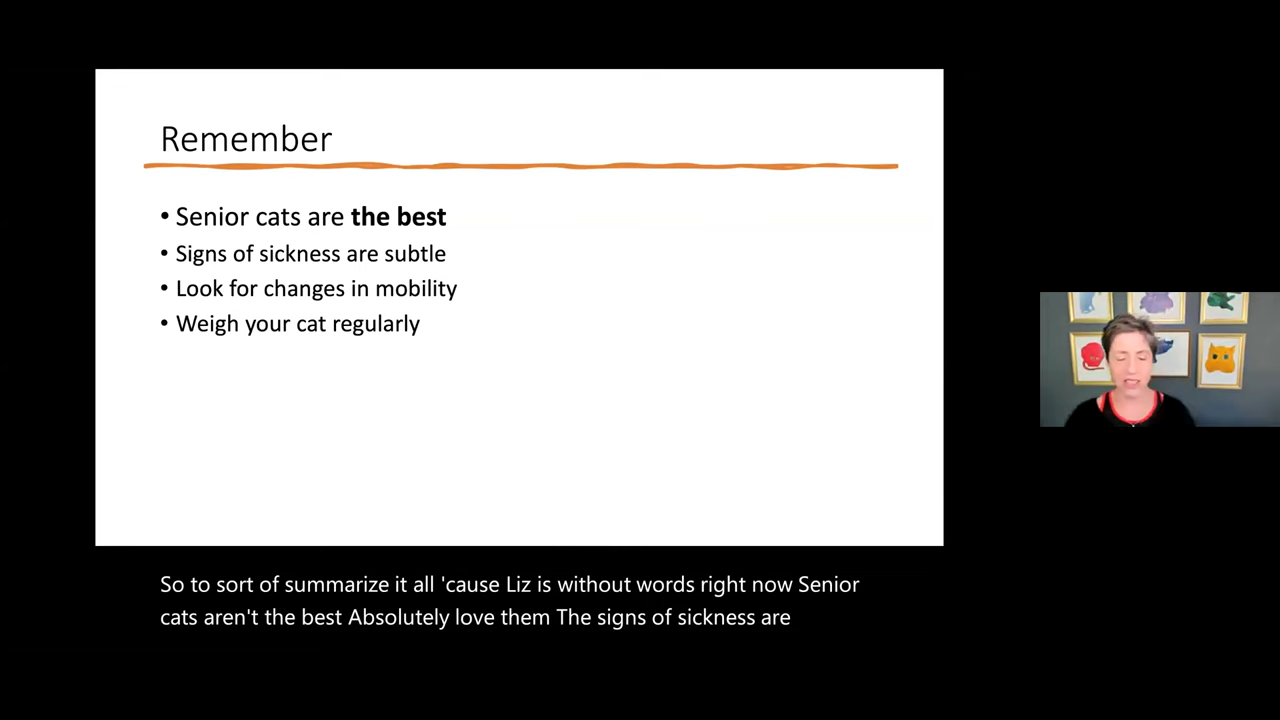 Remember
• Senior cats are the best
• Signs of sickness are subtle
• Look for changes in mobility
• Weigh your cat regularly
So to sort of summarize it all 'cause Liz is without words right now Senior
cats aren't the best Absolutely love them The signs of sickness are